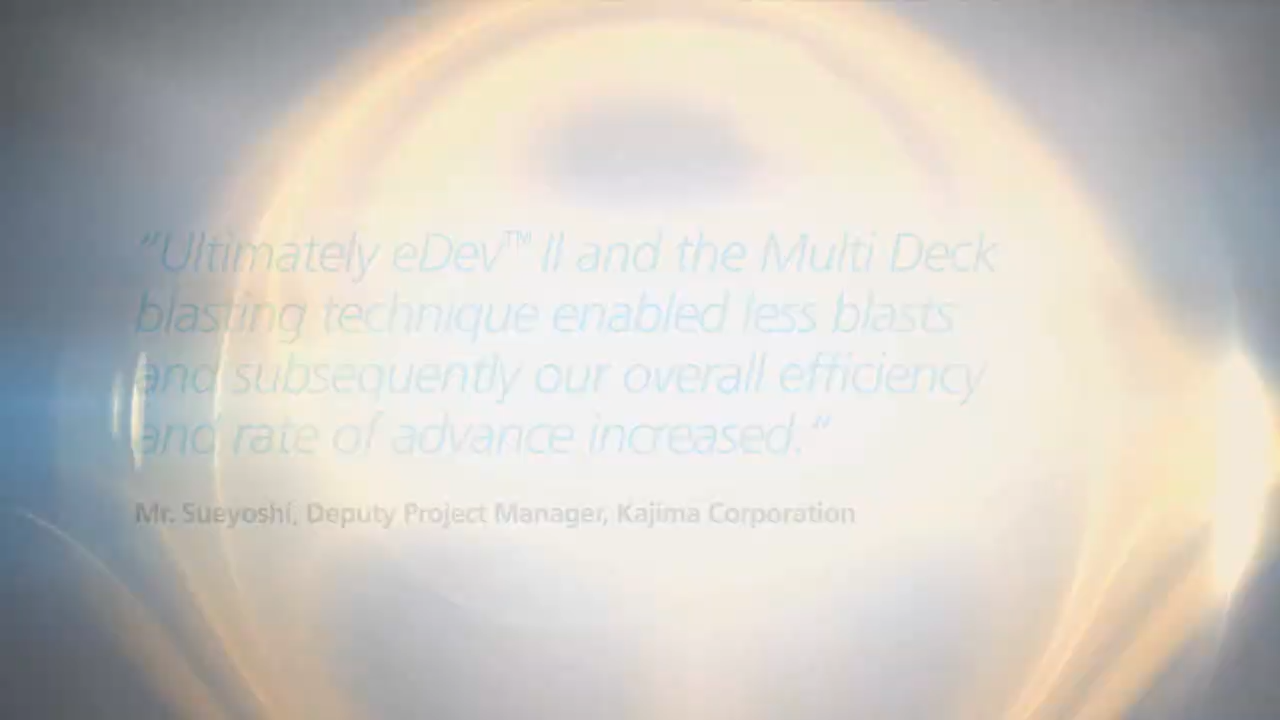 “Ultimately eDev™ II and the Multi Deck
blasting technique enabled less blasts
and subsequently our overall efficiency
and rate of advance increased.”
Mr. Sueyoshi, Deputy Project Manager, Kajima Corporation